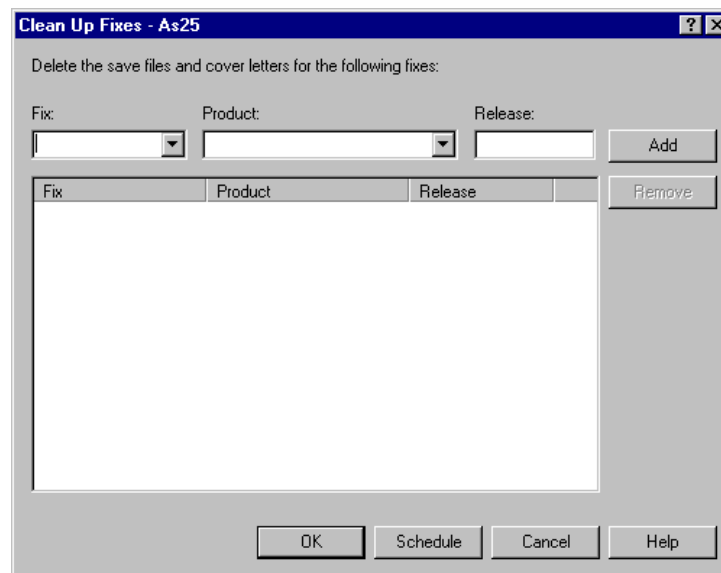 Clean Up Fixes - As25
Delete the save files and cover letters for the following fixes:
Fix: Product: Release:
Add
Fix Product Release
Remove
OK Schedule Cancel Help